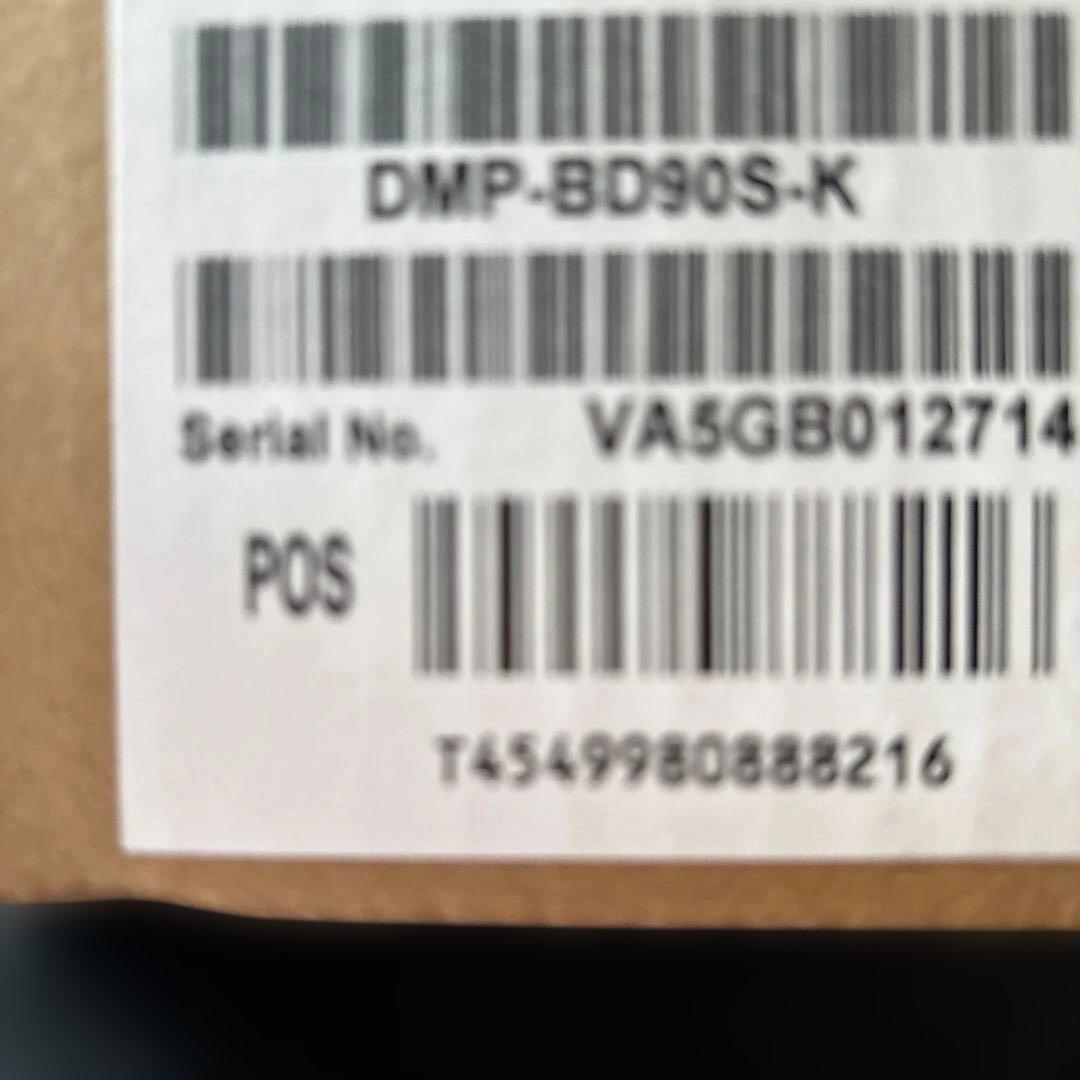 DMP-BD90S-K
Serial No. VA5GB012714
POS
T4549980888216